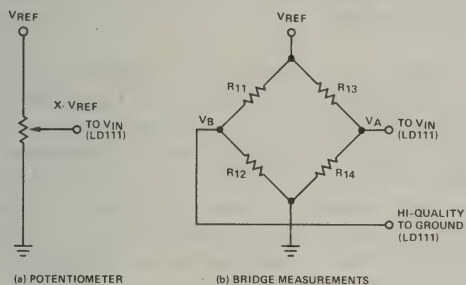 VREF
X · VREF
TO VIN
(LD111)
(a) POTENTIOMETER
VREF
R11
R13
VB
VA
TO VIN
(LD111)
R12
R14
HI-QUALITY
TO GROUND
(LD111)
(b) BRIDGE MEASUREMENTS